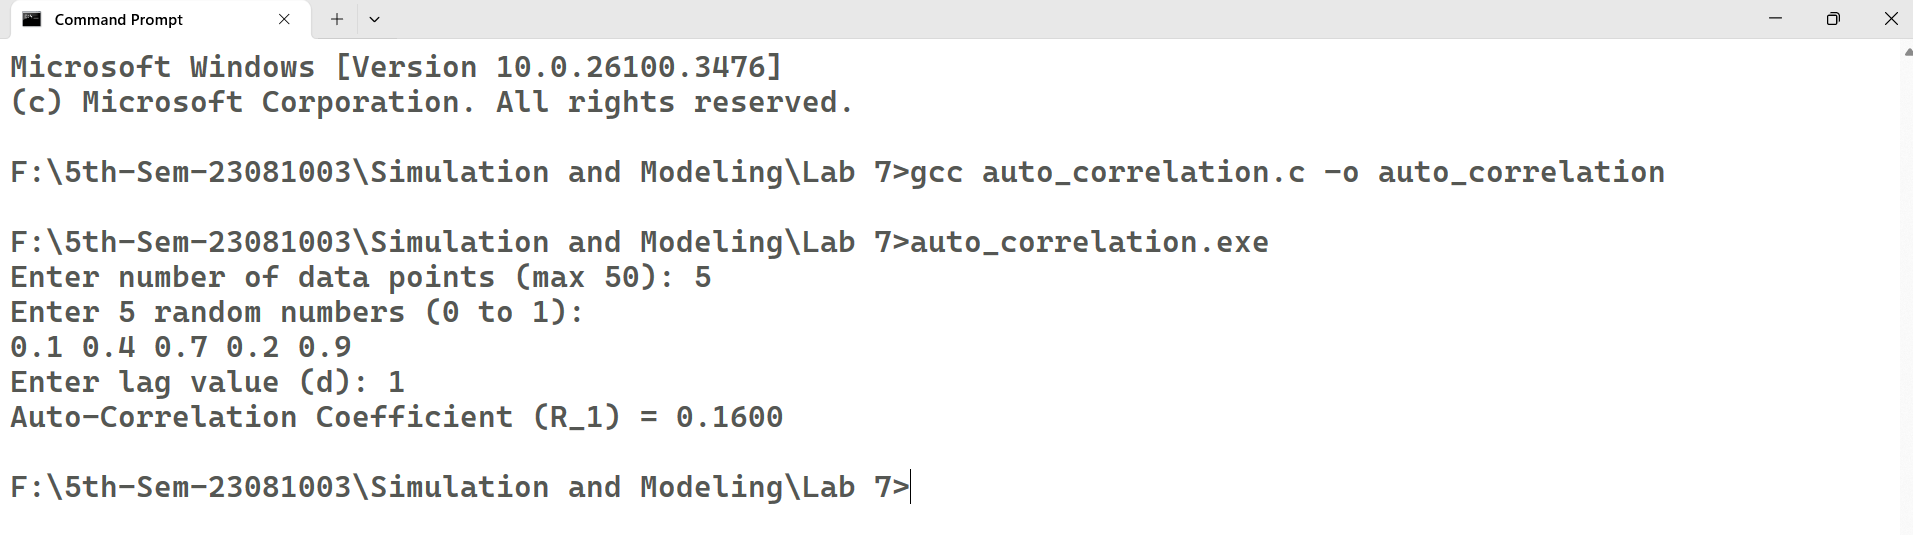 Command Prompt
Microsoft Windows [Version 10.0.26100.3476]
(c) Microsoft Corporation. All rights reserved.
F:\5th-Sem-23081003\Simulation and Modeling\Lab 7>gcc auto_correlation.c -o auto_correlation
F:\5th-Sem-23081003\Simulation and Modeling\Lab 7>auto_correlation.exe
Enter number of data points (max 50): 5
Enter 5 random numbers (0 to 1):
0.1 0.4 0.7 0.2 0.9
Enter lag value (d): 1
Auto-Correlation Coefficient (R_1) = 0.1600
F:\5th-Sem-23081003\Simulation and Modeling\Lab 7>